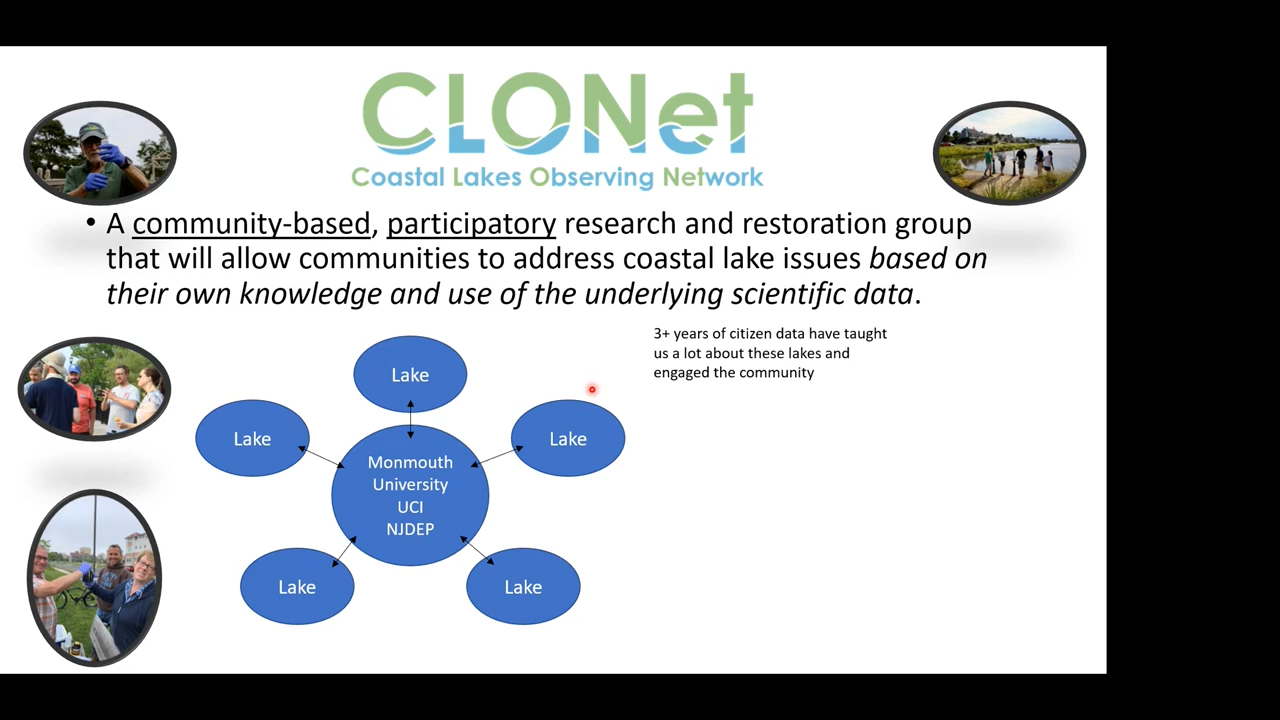 CLONet
Coastal Lakes Observing Network
• A community-based, participatory research and restoration group
that will allow communities to address coastal lake issues based on
their own knowledge and use of the underlying scientific data.
3+ years of citizen data have taught
us a lot about these lakes and
engaged the community
Lake
Lake
Lake
Monmouth
University
UCI
NJDEP
Lake
Lake